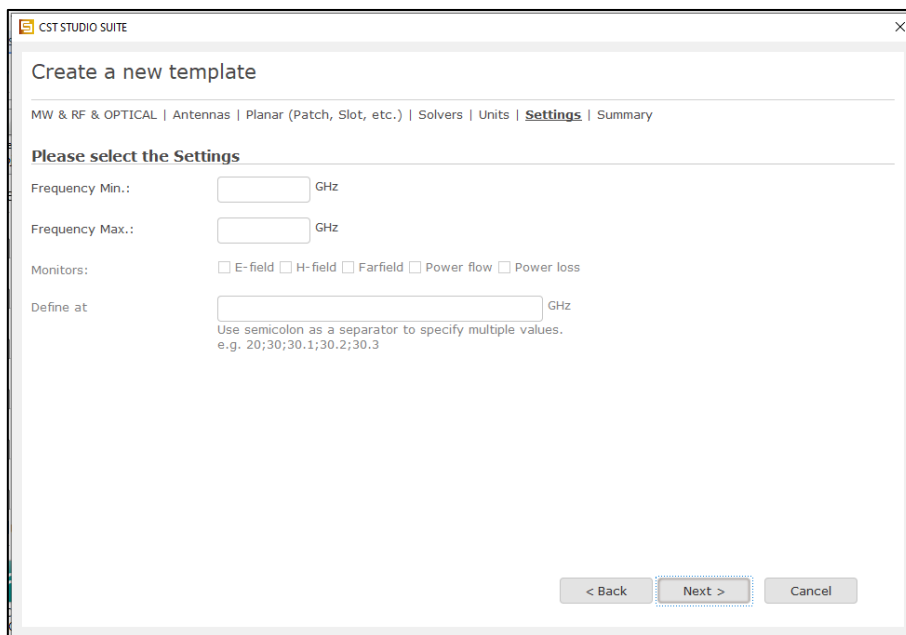 CST STUDIO SUITE
Create a new template
MW & RF & OPTICAL | Antennas | Planar (Patch, Slot, etc.) | Solvers | Units | Settings | Summary
Please select the Settings
Frequency Min.: GHz
Frequency Max.: GHz
Monitors: E-field H-field Farfield Power flow Power loss
Define at GHz
Use semicolon as a separator to specify multiple values.
e.g. 20;30;30.1;30.2;30.3
< Back Next > Cancel